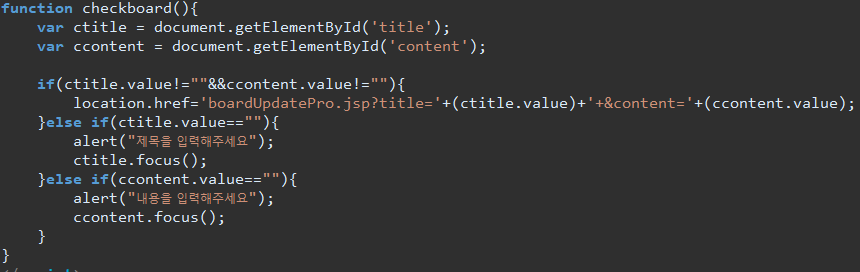 function checkboard(){
    var ctitle = document.getElementById('title');
    var ccontent = document.getElementById('content');

    if(ctitle.value!=""&&ccontent.value!=""){
        location.href='boardUpdatePro.jsp?title='+(ctitle.value)+'+&content='+(ccontent.value);
    }else if(ctitle.value==""){
        alert("제목을 입력해주세요");
        ctitle.focus();
    }else if(ccontent.value==""){
        alert("내용을 입력해주세요");
        ccontent.focus();
    }
}